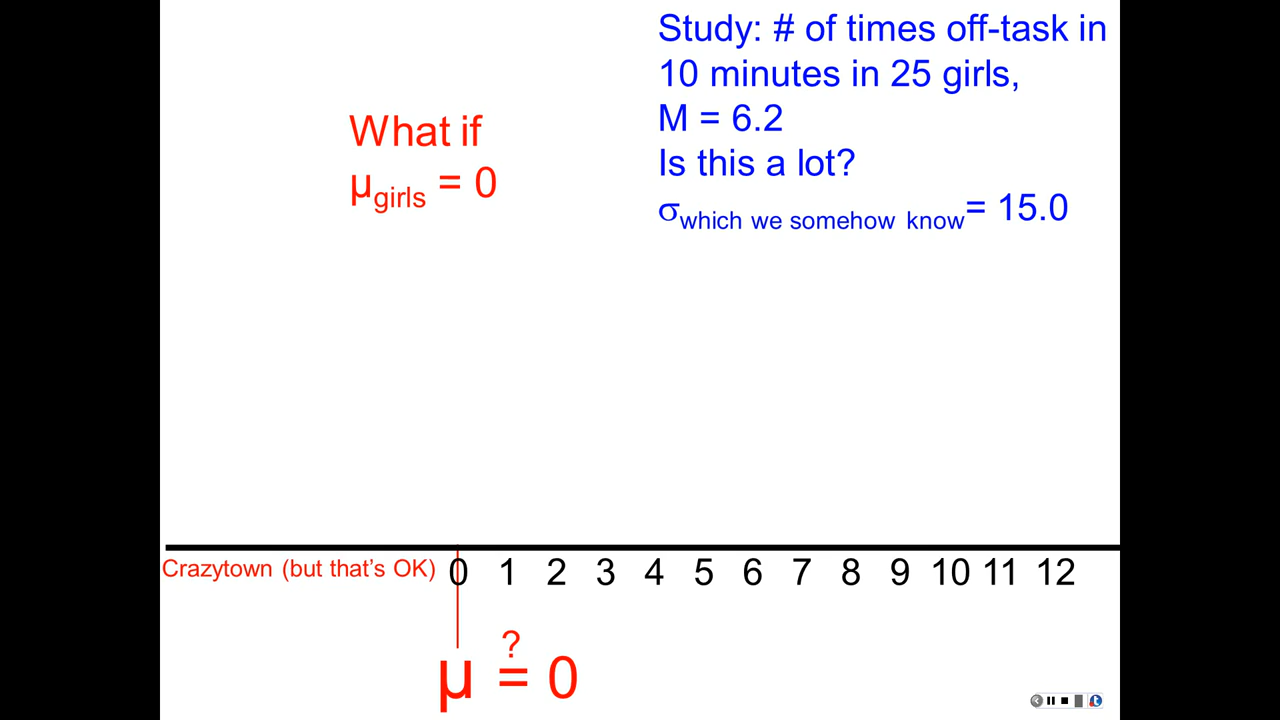 Study: # of times off-task in
10 minutes in 25 girls,
M = 6.2
Is this a lot?
σwhich we somehow know= 15.0
What if
μgirls = 0
Crazytown (but that's OK) 0 1 2 3 4 5 6 7 8 9 10 11 12
?
μ = 0